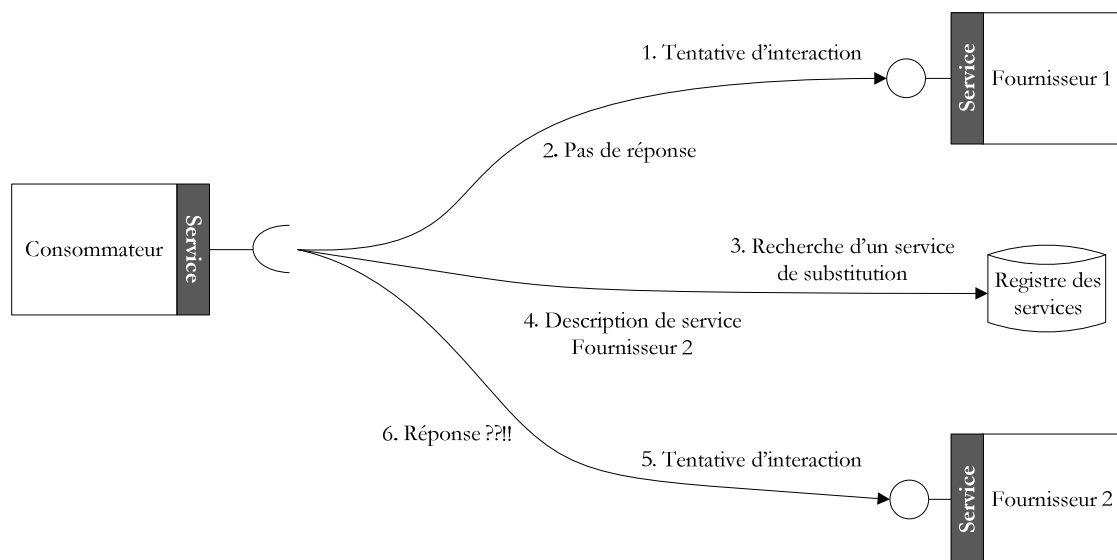 1. Tentative d'interaction
Service
Fournisseur 1
2. Pas de réponse
Consommateur
Service
3. Recherche d'un service
de substitution
Registre des
services
4. Description de service
Fournisseur 2
6. Réponse ??!!
5. Tentative d'interaction
Service
Fournisseur 2